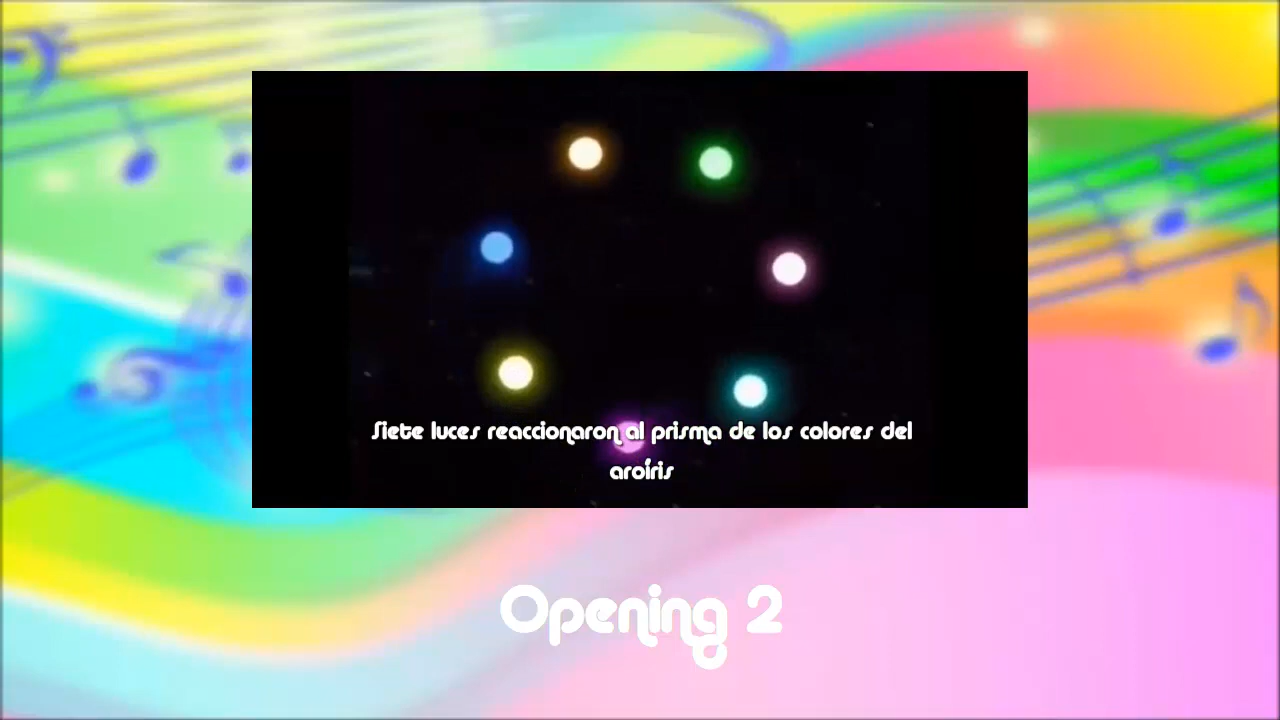 Siete luces reaccionaron al prisma de los colores del
aroíris
Opening 2